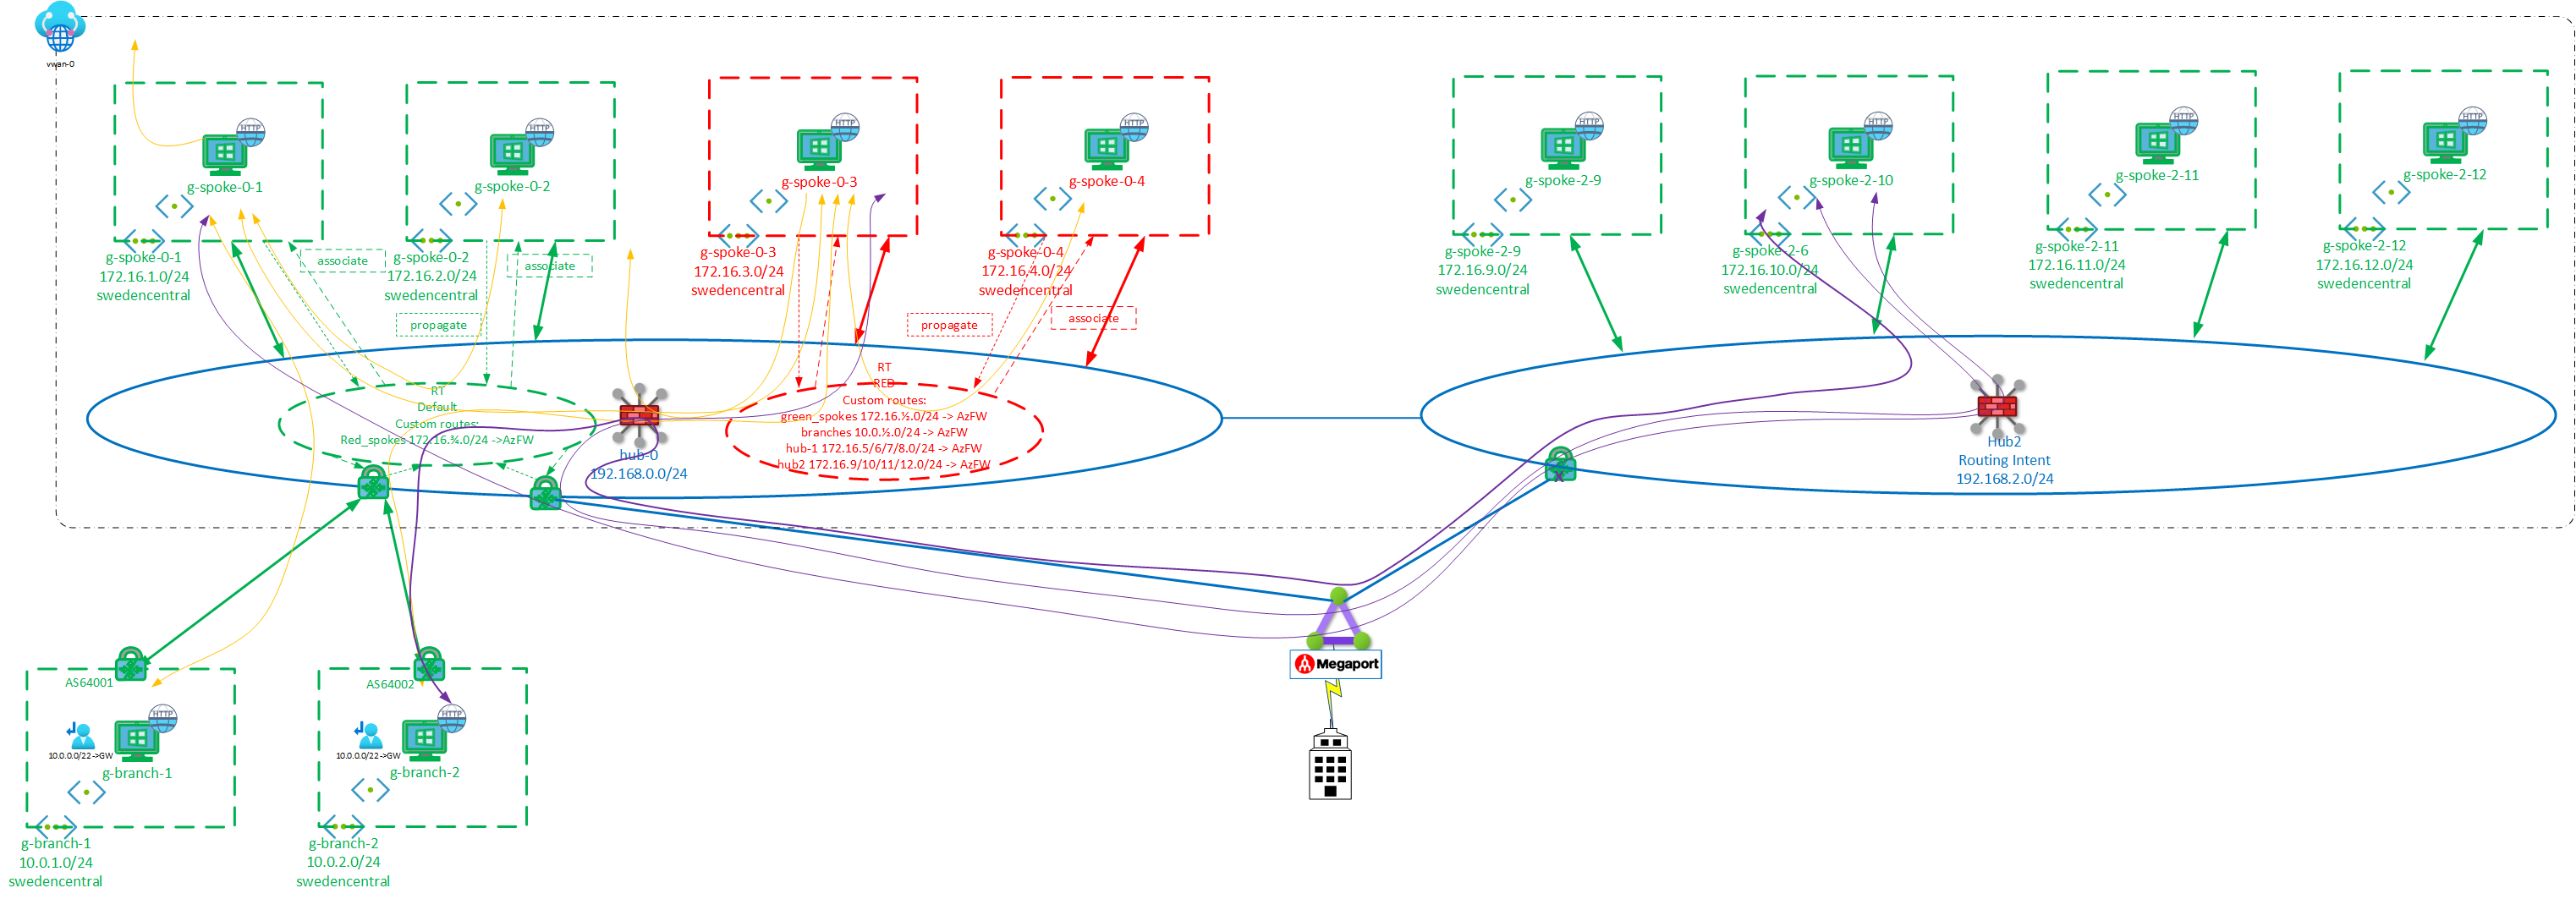 vwan-0
HTTP
g-spoke-0-1
g-spoke-0-1
172.16.1.0/24
swedencentral
associate
HTTP
g-spoke-0-2
g-spoke-0-2
172.16.2.0/24
swedencentral
associate
propagate
HTTP
g-spoke-0-3
g-spoke-0-3
172.16.3.0/24
swedencentral
HTTP
g-spoke-0-4
g-spoke-0-4
172.16.4.0/24
swedencentral
propagate
associate
HTTP
g-spoke-2-9
g-spoke-2-9
172.16.9.0/24
swedencentral
HTTP
g-spoke-2-10
g-spoke-2-6
172.16.10.0/24
swedencentral
HTTP
g-spoke-2-11
g-spoke-2-11
172.16.11.0/24
swedencentral
HTTP
g-spoke-2-12
g-spoke-2-12
172.16.12.0/24
swedencentral
RT
Default
Custom routes:
Red_spokes 172.16.¾.0/24 ->AzFW
hub-0
192.168.0.0/24
RT
RED
Custom routes:
green_spokes 172.16.½.0/24 -> AzFW
branches 10.0.½.0/24 -> AzFW
hub-1 172.16.5/6/7/8.0/24 -> AzFW
hub2 172.16.9/10/11/12.0/24 -> AzFW
X
Hub2
Routing Intent
192.168.2.0/24
Megaport
AS64001
HTTP
10.0.0.0/22->GW
g-branch-1
g-branch-1
10.0.1.0/24
swedencentral
AS64002
HTTP
10.0.0.0/22->GW
g-branch-2
g-branch-2
10.0.2.0/24
swedencentral